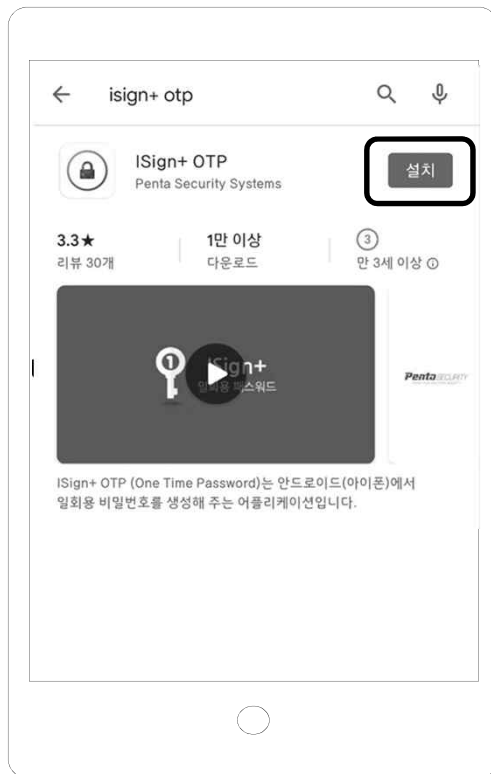 isign+ otp
ISign+ OTP
Penta Security Systems
설치
3.3★
리뷰 30개
1만 이상
다운로드
3
만 3세 이상
1
ISign+
일회용 패스워드
Penta SECURITY
ISign+ OTP (One Time Password)는 안드로이드(아이폰)에서
일회용 비밀번호를 생성해 주는 어플리케이션입니다.